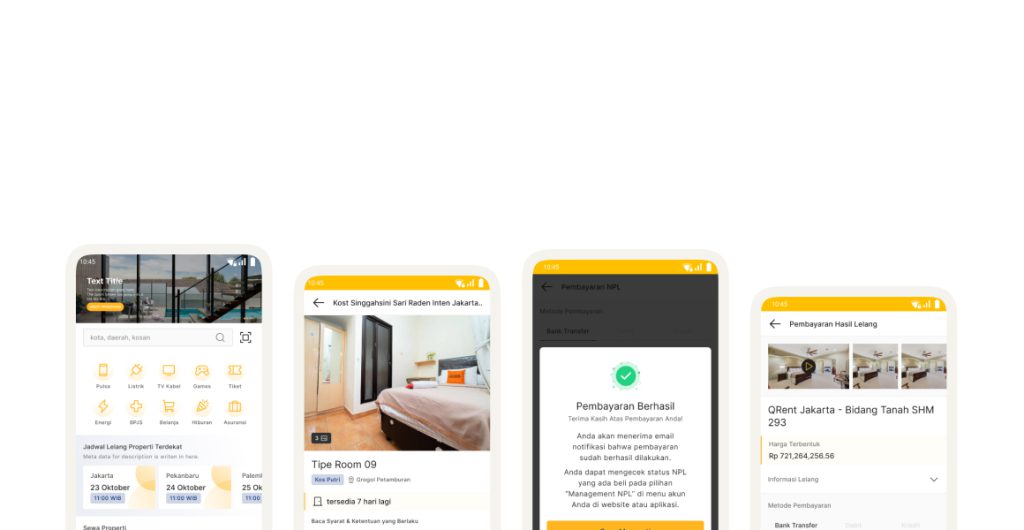 10:45
Text Title
kota, daerah, kosan
Pulsa
Listrik
TV Kabel
Games
Tiket
Energi
BPJS
Belanja
Hiburan
Asuransi
Jadwal Lelang Properti Terdekat
Meta data for description is writen in here.
Jakarta
23 Oktober
11:00 WIB
Pekanbaru
24 Oktober
11:00 WIB
Palem
25 Ok
11:00
Sewa Properti
10:45
Kost Singgahsini Sari Raden Inten Jakarta..
3
Tipe Room 09
Kos Putri
Grogol Petamburan
tersedia 7 hari lagi
Baca Syarat & Ketentuan yang Berlaku
10:45
Pembayaran NPL
Metode Pembayaran
Bank Transfer
Debit
Kredit
Pembayaran Berhasil
Terima Kasih Atas Pembayaran Anda!
Anda akan menerima email
notifikasi bahwa pembayaran
sudah berhasil dilakukan.
Anda dapat mengecek status NPL
yang ada beli pada pilihan
"Management NPL" di menu akun
Anda di website atau aplikasi.
10:45
Pembayaran Hasil Lelang
QRent Jakarta - Bidang Tanah SHM
293
Harga Terbentuk
Rp 721,264,256.56
Informasi Lelang
Metode Pembayaran
Bank Transfer
Debit
Kredit